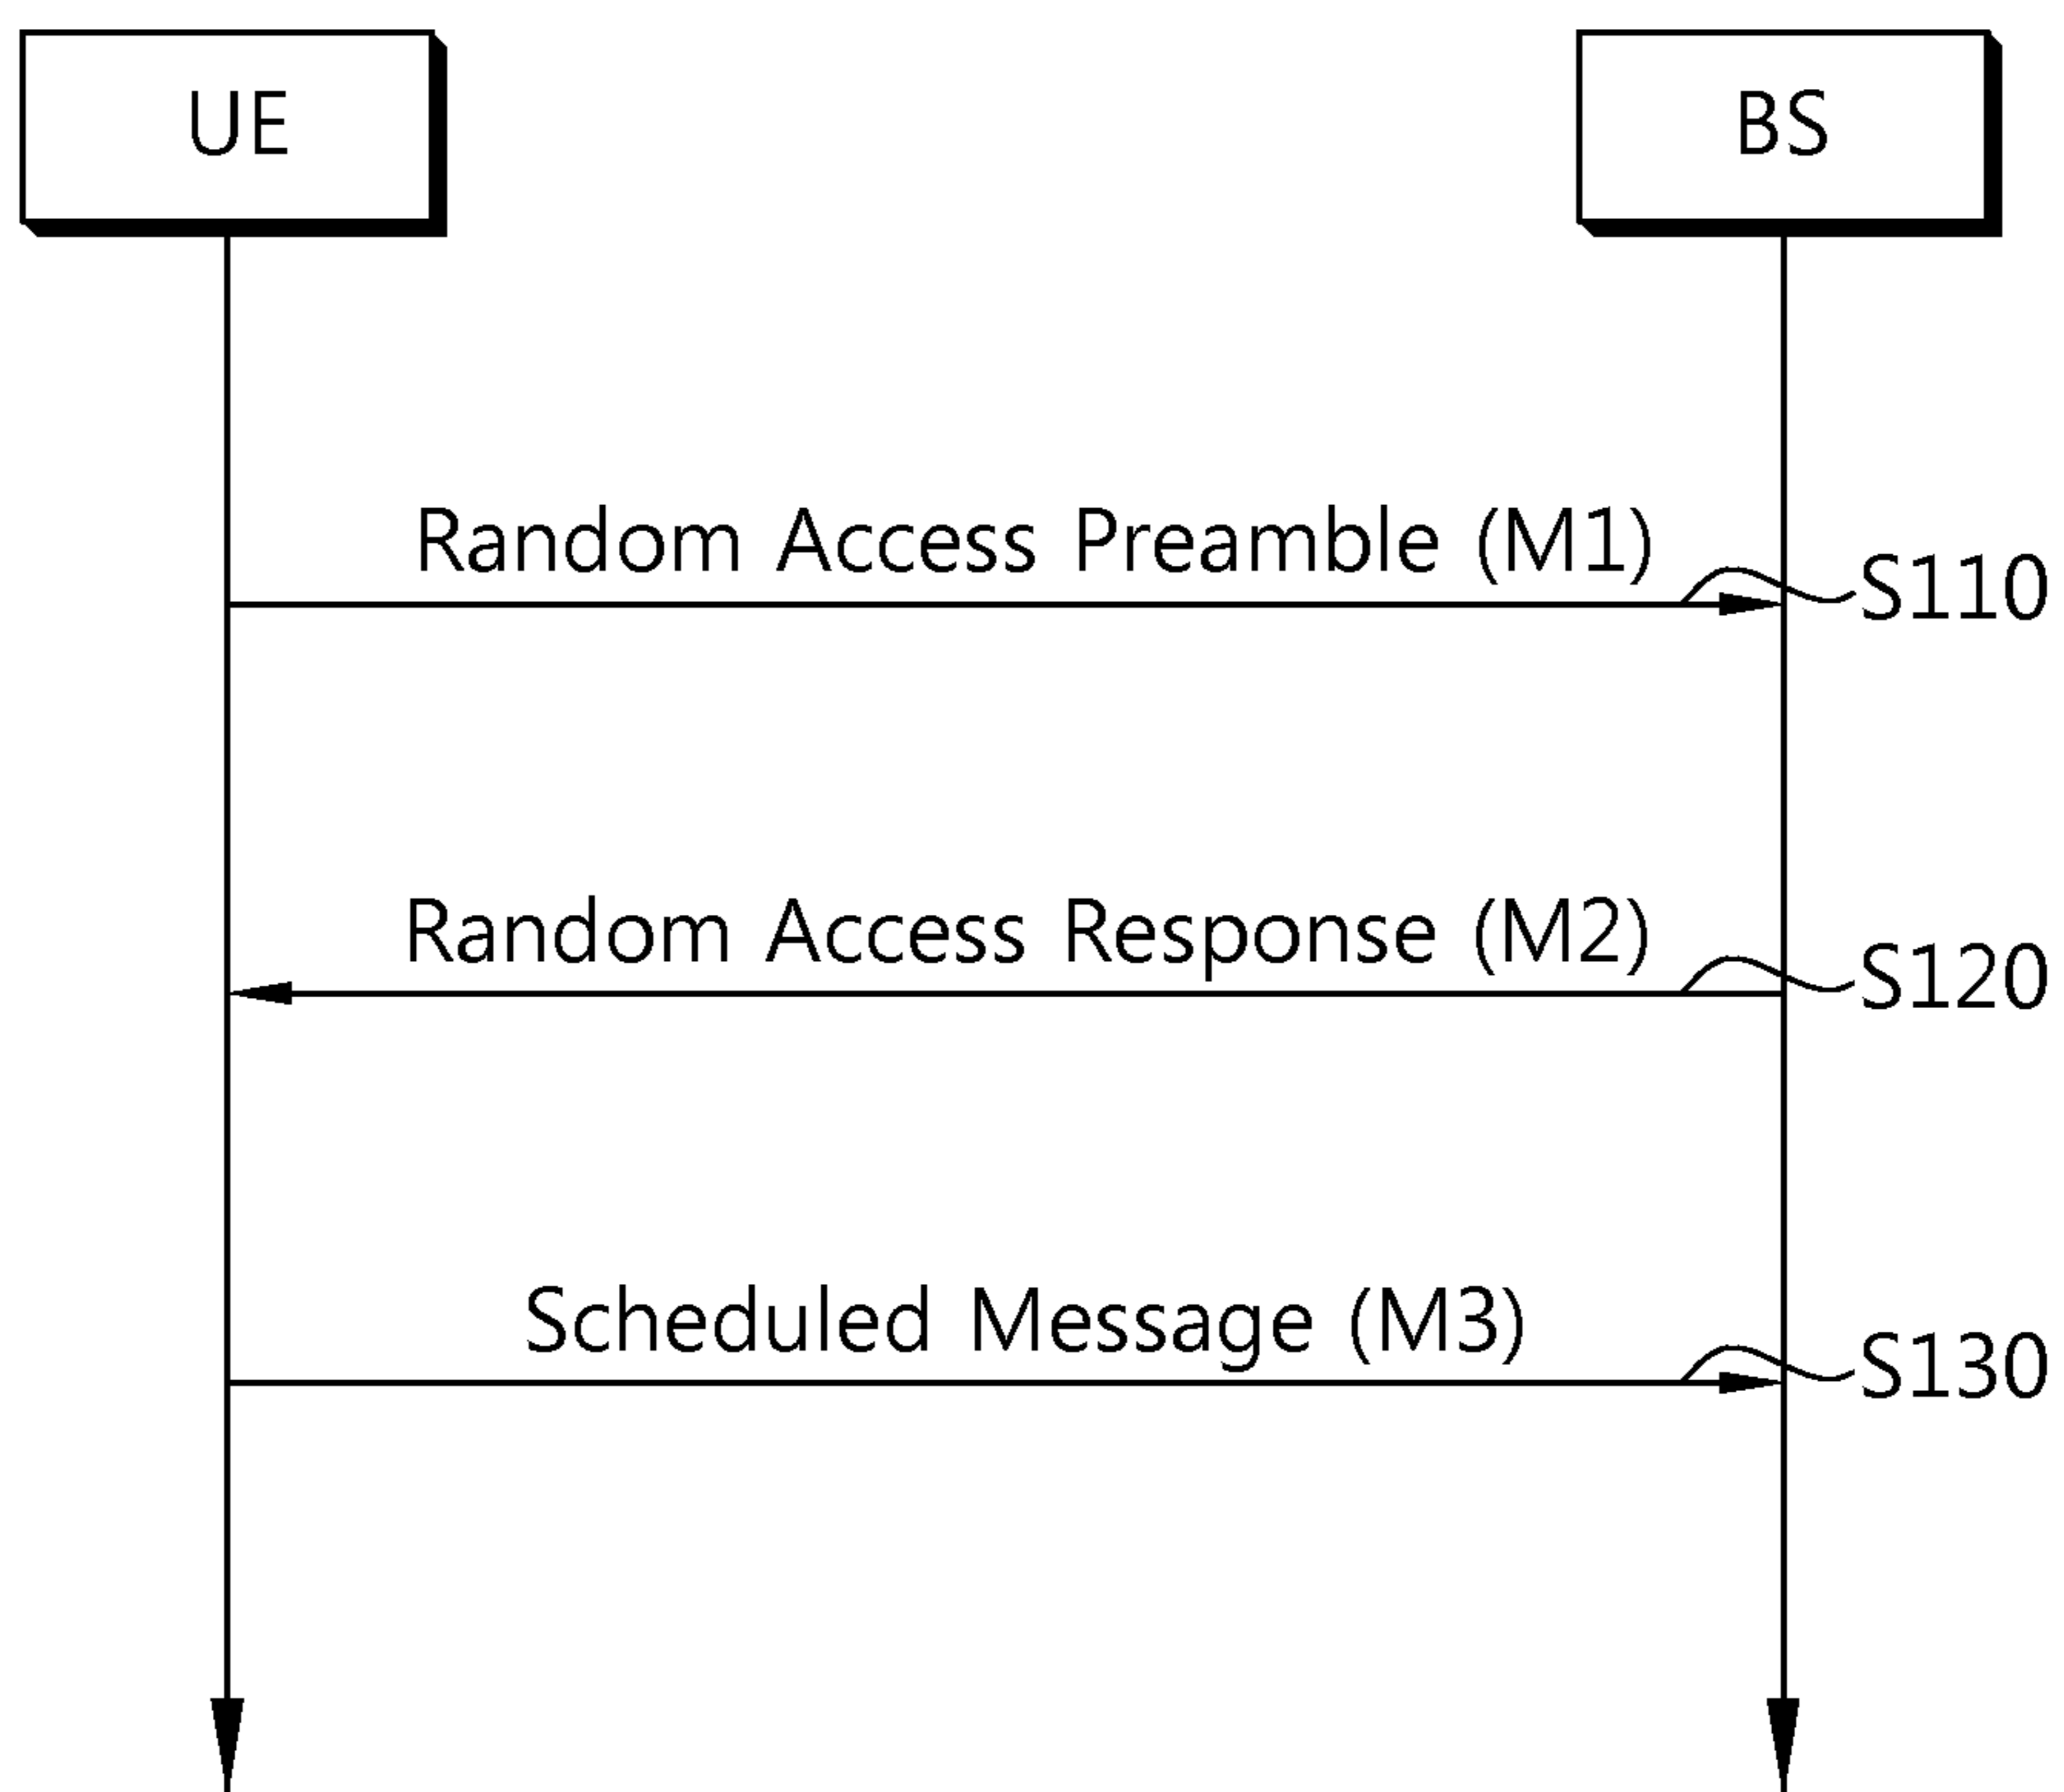 UE
BS
Random Access Preamble (M1)
S110
Random Access Response (M2)
S120
Scheduled Message (M3)
S130